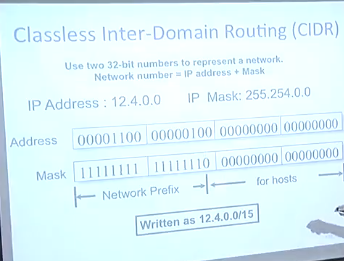 Classless Inter-Domain Routing (CIDR)
Use two 32-bit numbers to represent a network.
Network number = IP address + Mask
IP Address : 12.4.0.0 IP Mask: 255.254.0.0
Address 00001100 00000100 00000000 00000000
Mask 11111111 11111110 00000000 00000000
Network Prefix for hosts
Written as 12.4.0.0/15